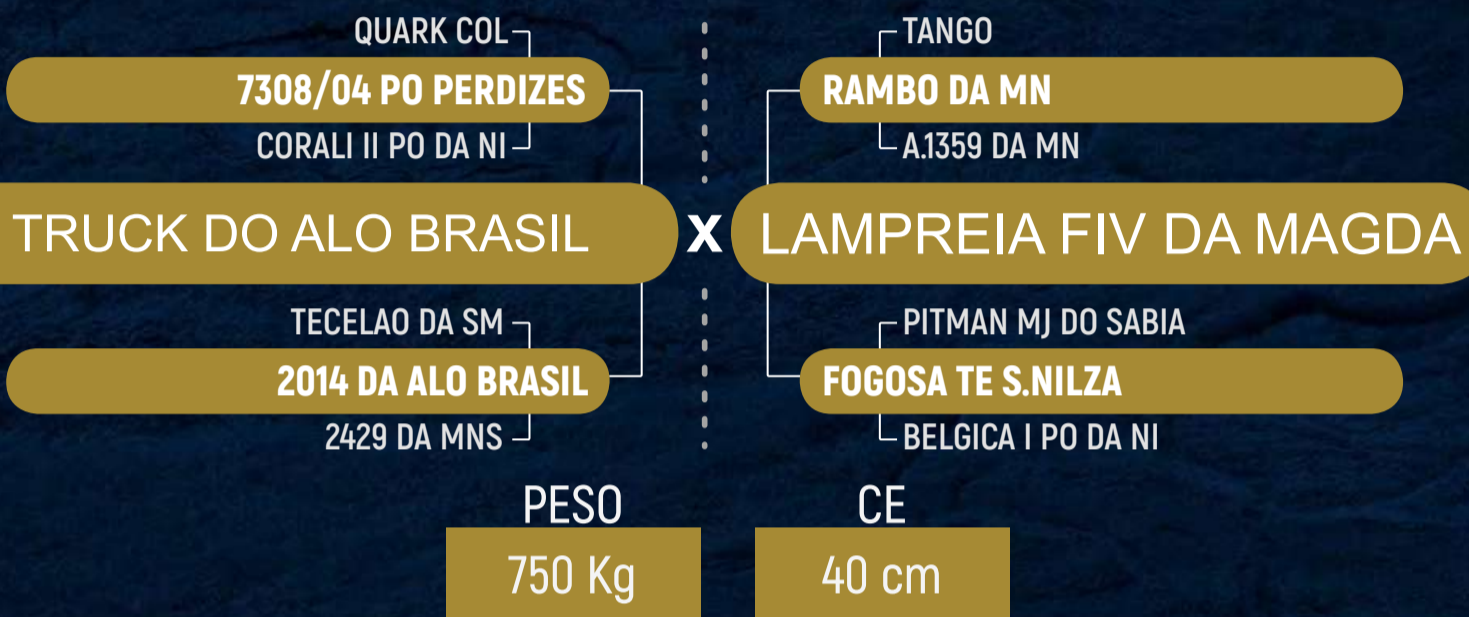 QUARK COL
TANGO
7308/04 PO PERDIZES
RAMBO DA MN
CORALI II PO DA NI
A.1359 DA MN
TRUCK DO ALO BRASIL X LAMPREIA FIV DA MAGDA
TECELAO DA SM
PITMAN MJ DO SABIA
2014 DA ALO BRASIL
FOGOSA TE S.NILZA
2429 DA MNS
BELGICA I PO DA NI
PESO
CE
750 Kg
40 cm